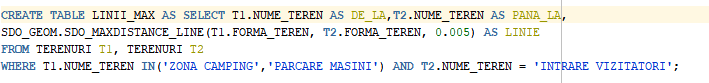 CREATE TABLE LINII_MAX AS SELECT T1.NUME_TEREN AS DE_LA,T2.NUME_TEREN AS PANA_LA,
SDO_GEOM.SDO_MAXDISTANCE_LINE(T1.FORMA_TEREN, T2.FORMA_TEREN, 0.005) AS LINIE
FROM TERENURI T1, TERENURI T2
WHERE T1.NUME_TEREN IN('ZONA CAMPING','PARCARE MASINI') AND T2.NUME_TEREN = 'INTRARE VIZITATORI';